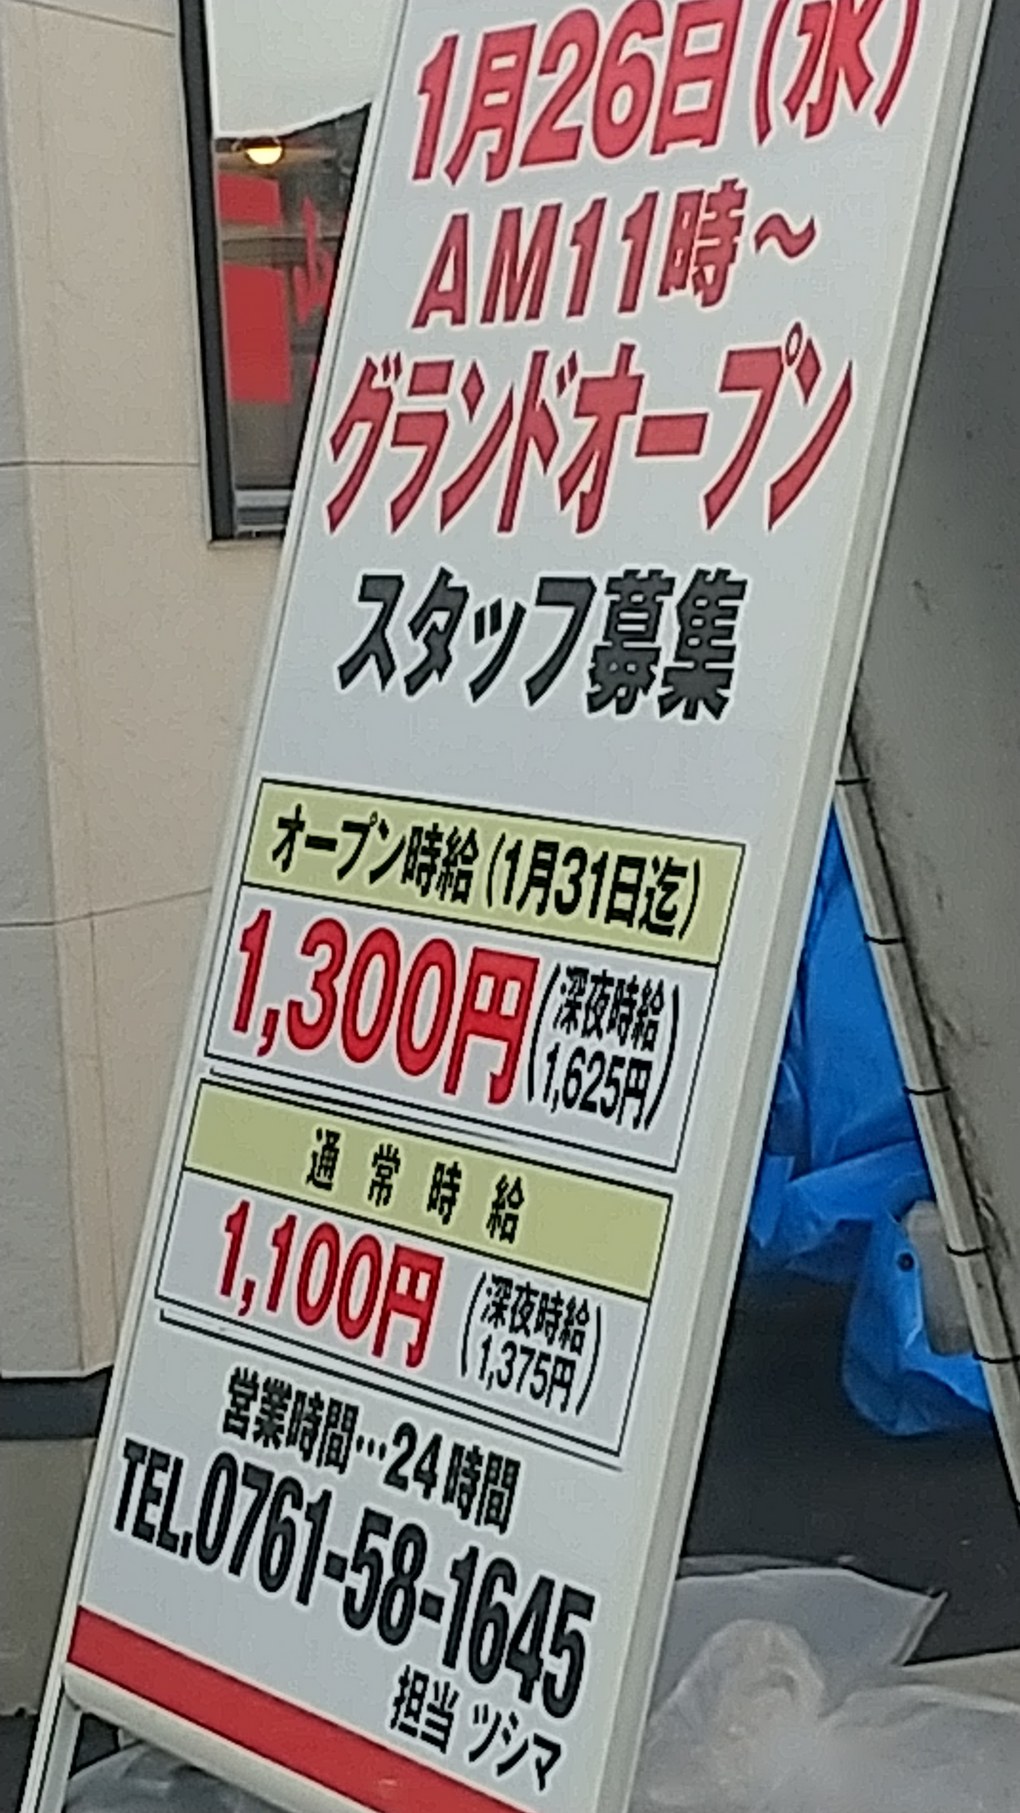 1月26日(水)
AM11時～
グランドオープン
スタッフ募集
オープン時給(1月31日迄)
1,300円(深夜時給
1,625円)
通常時給
1,100円(深夜時給
1,375円)
営業時間…24時間
TEL.0761-58-1645
担当 ツシマ